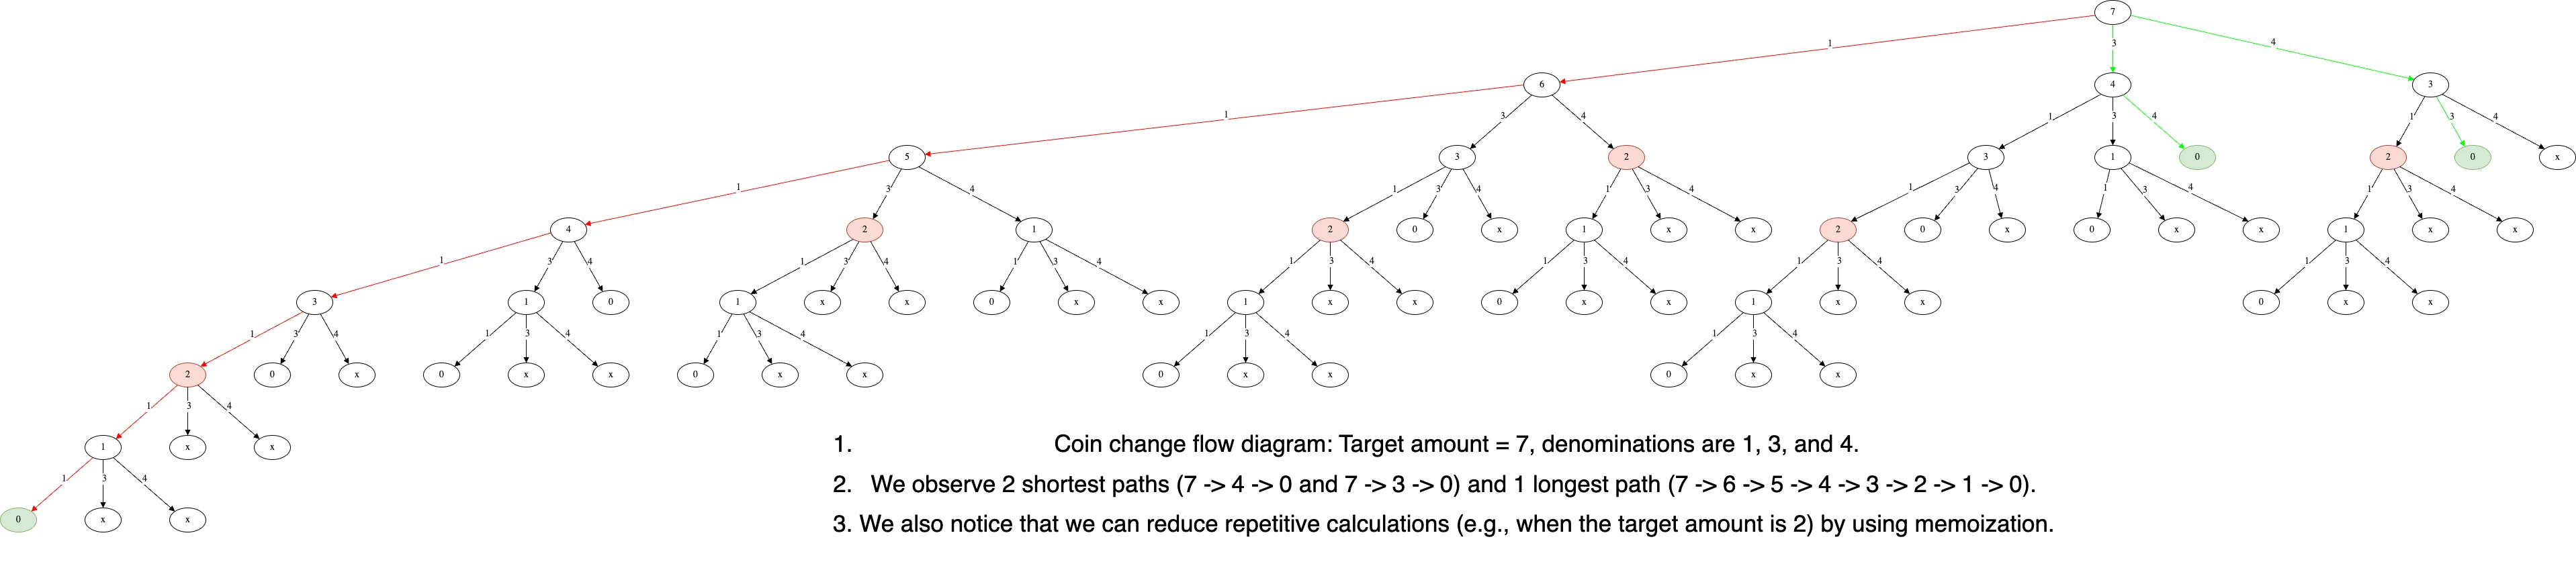 7
1 3 4
6 4 3
1 3 4 1 3 4 1 3 4
5 3 2 3 1 0 2 0 x
1 3 4 1 3 4 1 3 4 1 3 4 1 3 4 1 3 4
4 2 1 2 0 x 1 x x 2 0 x 0 x x 1 x x
1 3 4 1 3 4 1 3 4 1 3 4 1 3 4 1 3 4 1 3 4
3 1 0 1 x x 0 x x 1 x x 0 x x 1 x x 0 x x
1 3 4 1 3 4 1 3 4 1 3 4 1 3 4
2 0 x 0 x x 0 x x 0 x x 0 x x
1 3 4
1 x x
1 3 4
0 x x
1. Coin change flow diagram: Target amount = 7, denominations are 1, 3, and 4.
2. We observe 2 shortest paths (7 -> 4 -> 0 and 7 -> 3 -> 0) and 1 longest path (7 -> 6 -> 5 -> 4 -> 3 -> 2 -> 1 -> 0).
3. We also notice that we can reduce repetitive calculations (e.g., when the target amount is 2) by using memoization.